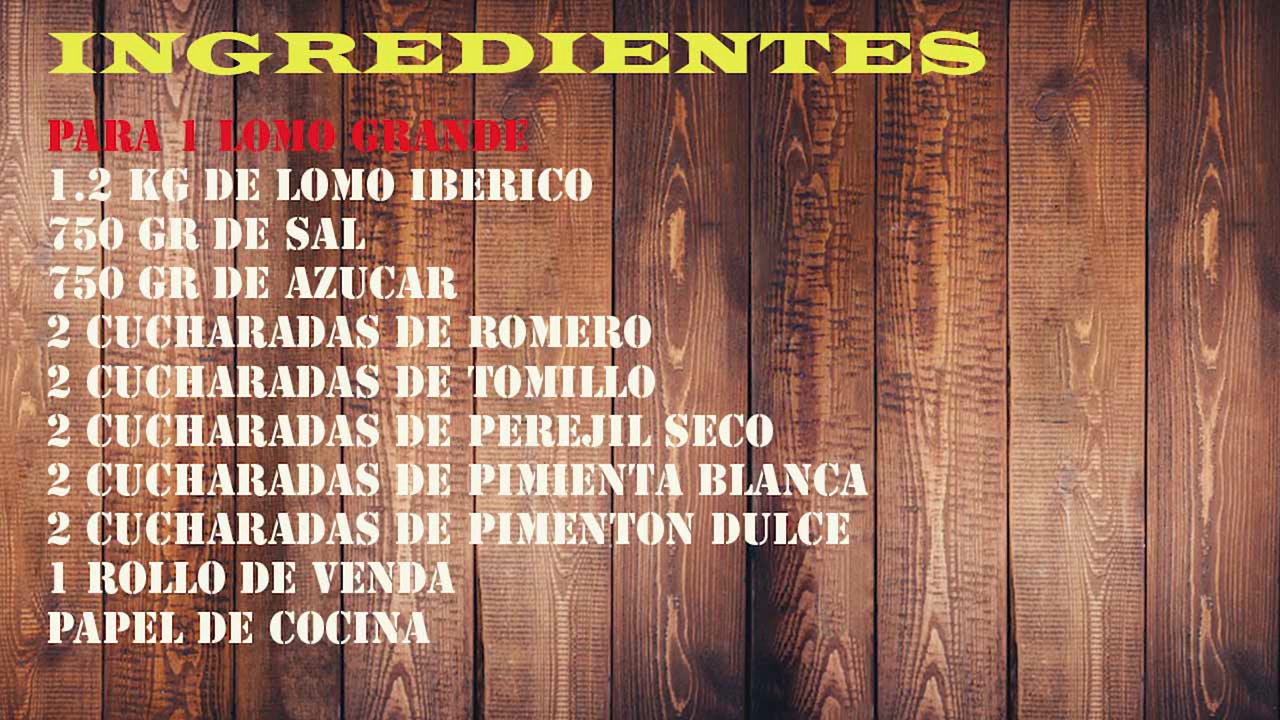 INGREDIENTES
PARA 1 LOMO GRANDE
1.2 KG DE LOMO IBERICO
750 GR DE SAL
750 GR DE AZUCAR
2 CUCHARADAS DE ROMERO
2 CUCHARADAS DE TOMILLO
2 CUCHARADAS DE PEREJIL SECO
2 CUCHARADAS DE PIMIENTA BLANCA
2 CUCHARADAS DE PIMENTON DULCE
1 ROLLO DE VENDA
PAPEL DE COCINA